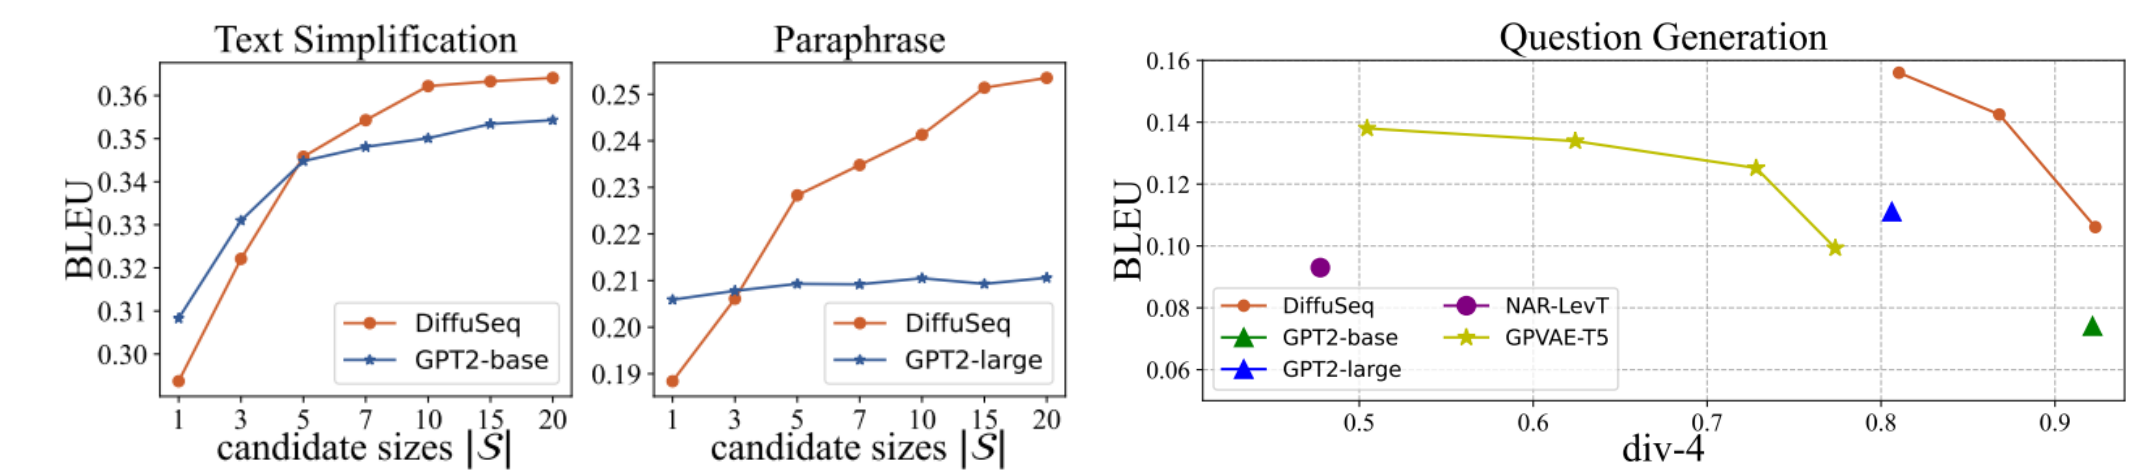 Text Simplification
BLEU
0.36
0.35
0.34
0.33
0.32
0.31
0.30
DiffuSeq
GPT2-base
1 3 5 7 10 15 20
candidate sizes |S|
Paraphrase
0.25
0.24
0.23
0.22
0.21
0.20
0.19
DiffuSeq
GPT2-large
1 3 5 7 10 15 20
candidate sizes |S|
Question Generation
BLEU
0.16
0.14
0.12
0.10
0.08
0.06
DiffuSeq
GPT2-base
GPT2-large
NAR-LevT
GPVAE-T5
0.5 0.6 0.7 0.8 0.9
div-4